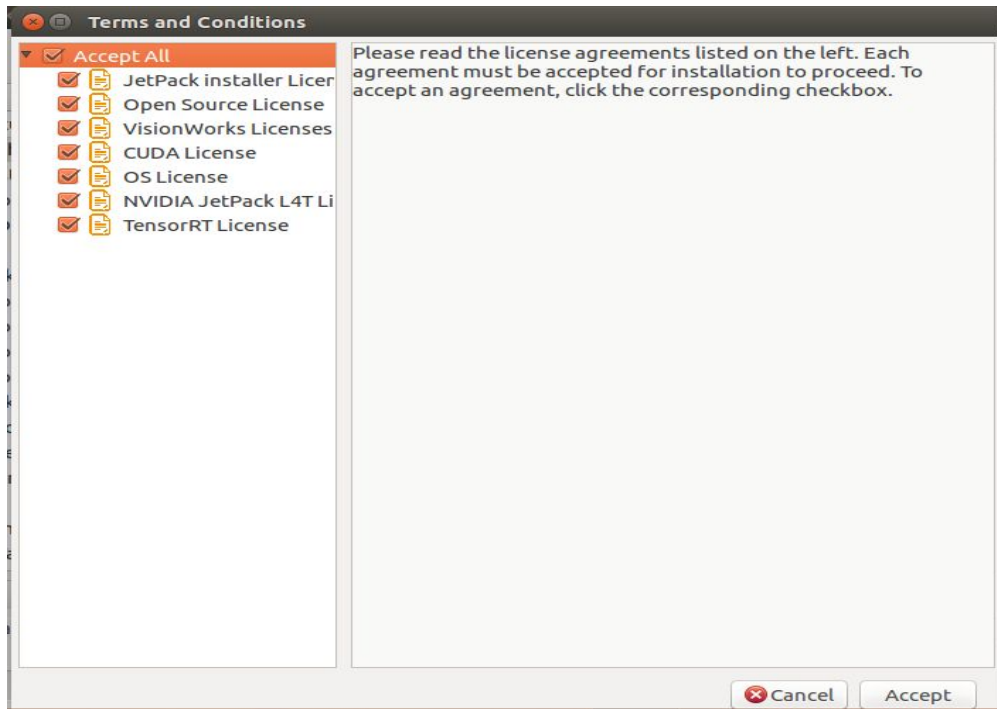 Terms and Conditions
Accept All
JetPack installer Licen
Open Source License
VisionWorks Licenses
CUDA License
OS License
NVIDIA JetPack L4T Li
TensorRT License
Please read the license agreements listed on the left. Each
agreement must be accepted for installation to proceed. To
accept an agreement, click the corresponding checkbox.
Cancel
Accept